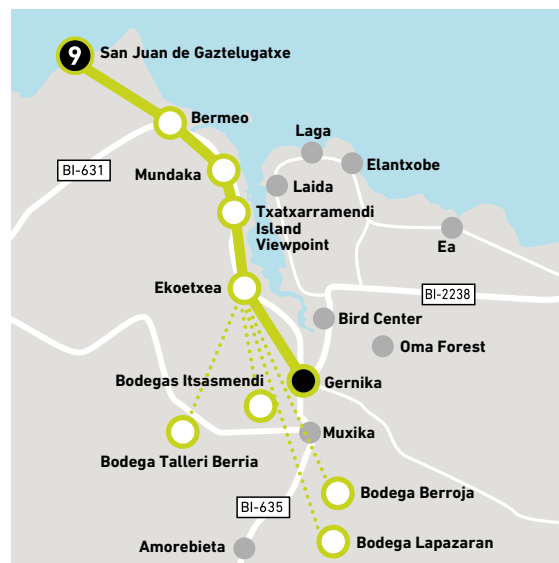 9
San Juan de Gaztelugatxe
Bermeo
Laga
Elantxobe
BI-631
Mundaka
Laida
Txatxarramendi
Island
Viewpoint
Ea
Ekoetxea
BI-2238
Bird Center
Oma Forest
Bodegas Itsasmendi
Gernika
Muxika
Bodega Talleri Berria
Bodega Berroja
BI-635
Amorebieta
Bodega Lapazaran